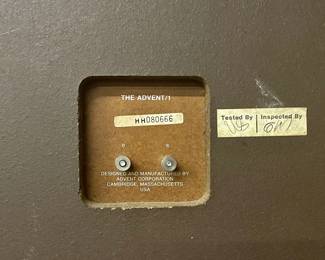 THE ADVENT/1
HH080666
Tested By | Inspected By
DESIGNED AND MANUFACTURED BY
ADVENT CORPORATION
CAMBRIDGE, MASSACHUSETTS
USA